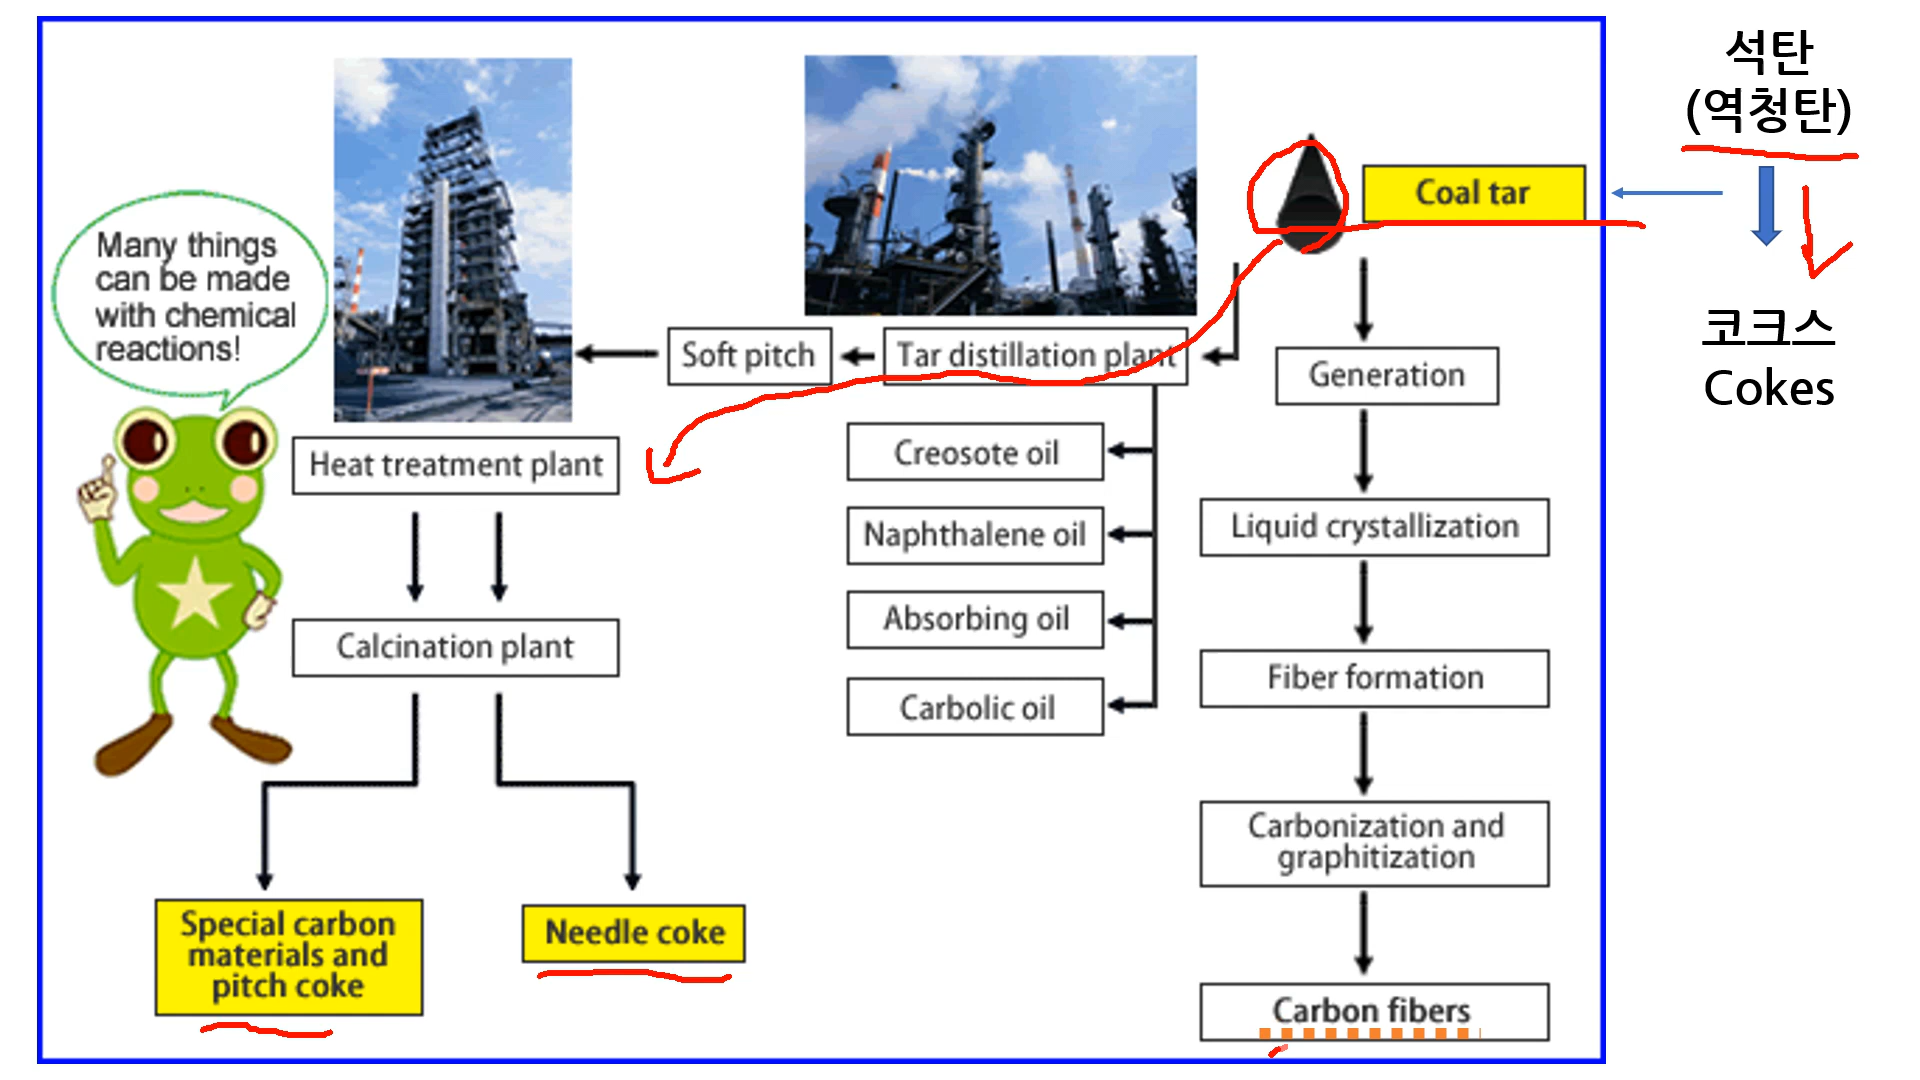 석탄
(역청탄)
Coal tar
코크스
Cokes
Many things
can be made
with chemical
reactions!
Soft pitch
Tar distillation plant
Generation
Heat treatment plant
Creosote oil
Naphthalene oil
Liquid crystallization
Absorbing oil
Calcination plant
Fiber formation
Carbolic oil
Carbonization and
graphitization
Special carbon
materials and
pitch coke
Needle coke
Carbon fibers